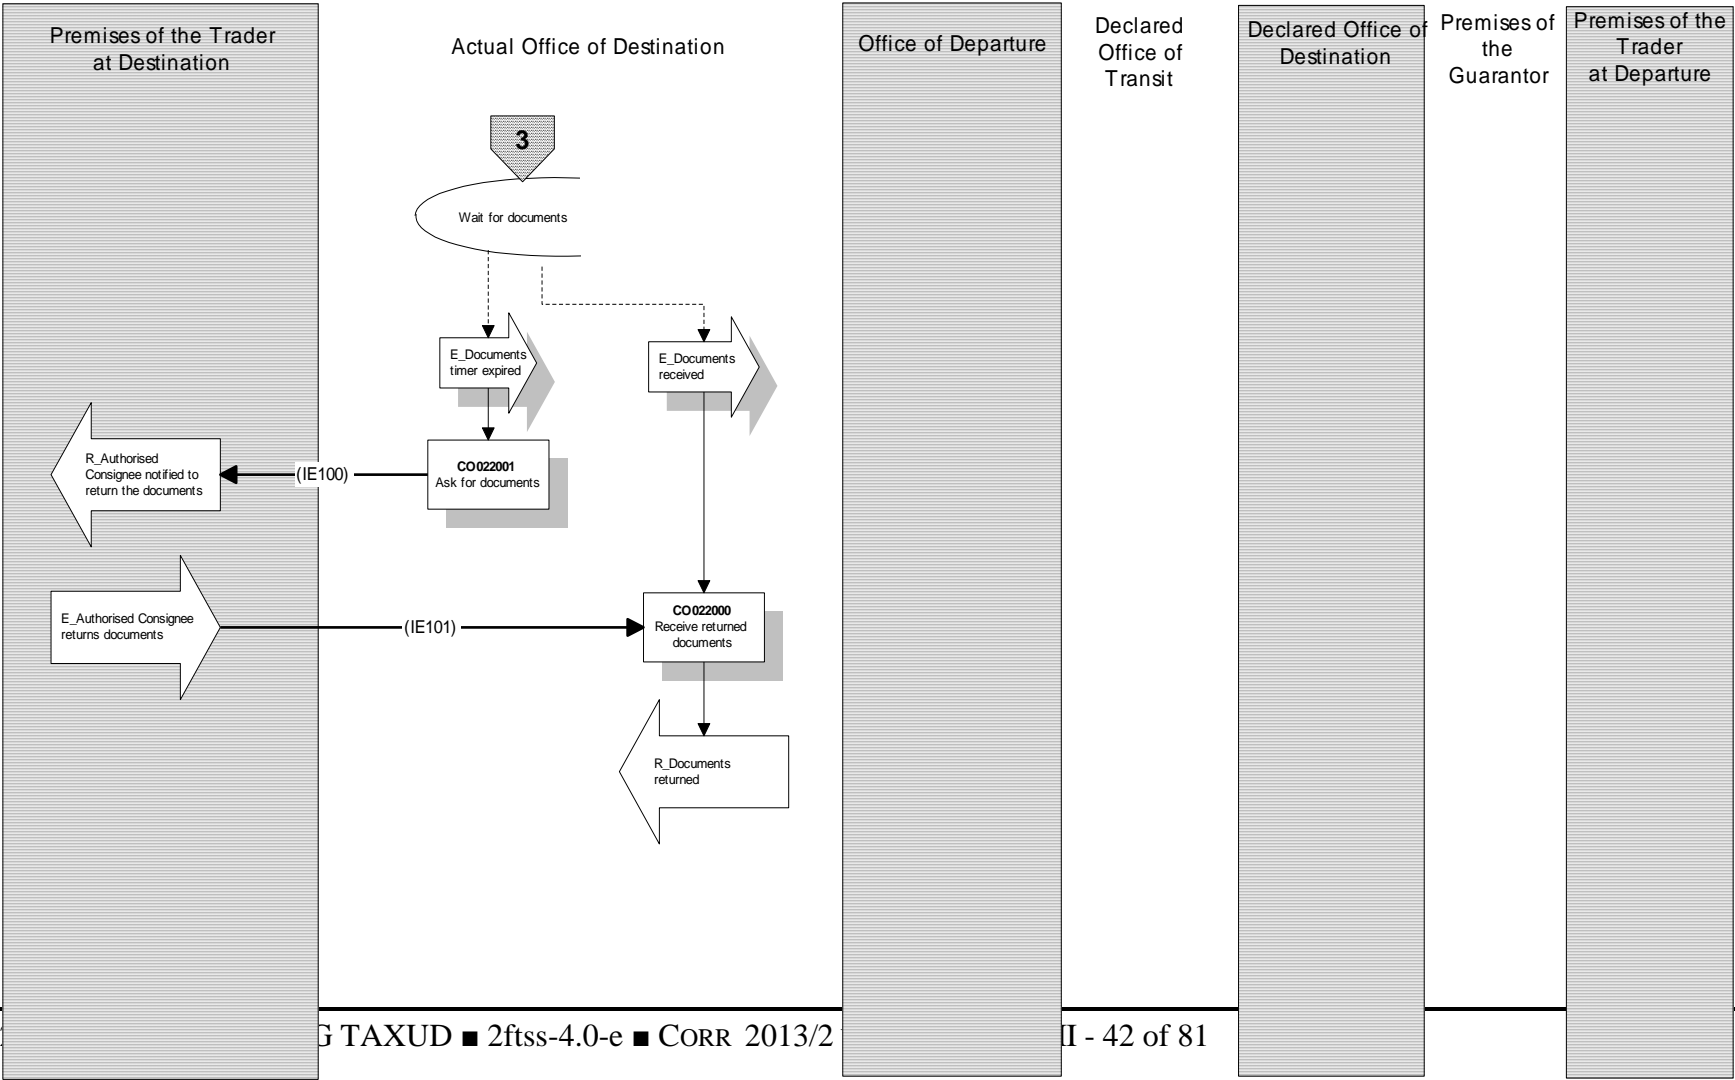 Premises of the Trader
at Destination
Actual Office of Destination
Office of Departure
Declared
Office of
Transit
Declared Office of
Destination
Premises of
the
Guarantor
Premises of the
Trader
at Departure
3
Wait for documents
E_Documents
timer expired
E_Documents
received
R_Authorised
Consignee notified to
return the documents
(IE100)
CO022001
Ask for documents
E_Authorised Consignee
returns documents
(IE101)
CO022000
Receive returned
documents
R_Documents
returned
G TAXUD ■ 2ftss-4.0-e ■ CORR 2013/2 II - 42 of 81